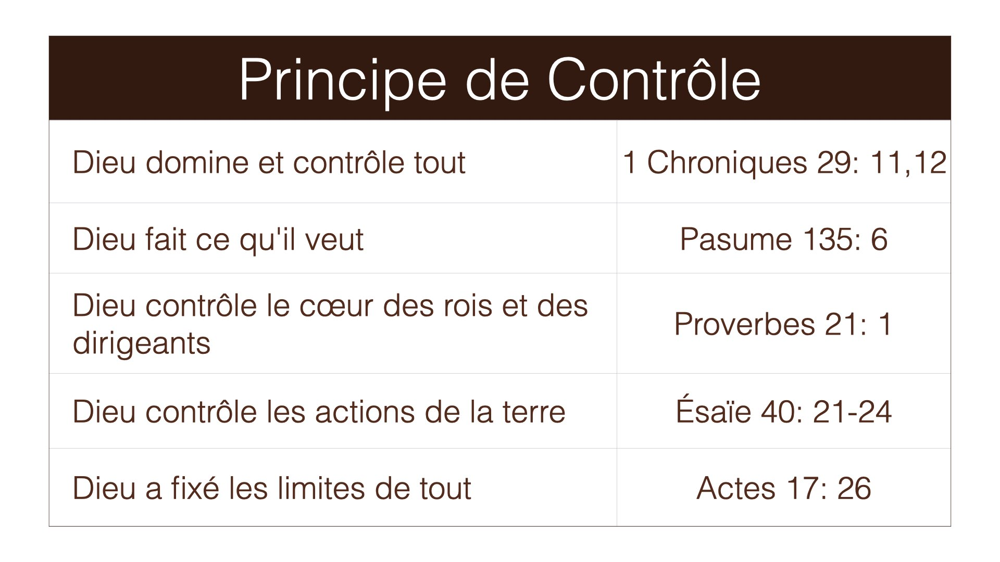 Principe de Contrôle
Dieu domine et contrôle tout
1 Chroniques 29: 11,12
Dieu fait ce qu'il veut
Pasume 135: 6
Dieu contrôle le cœur des rois et des
dirigeants
Proverbes 21: 1
Dieu contrôle les actions de la terre
Ésaïe 40: 21-24
Dieu a fixé les limites de tout
Actes 17: 26